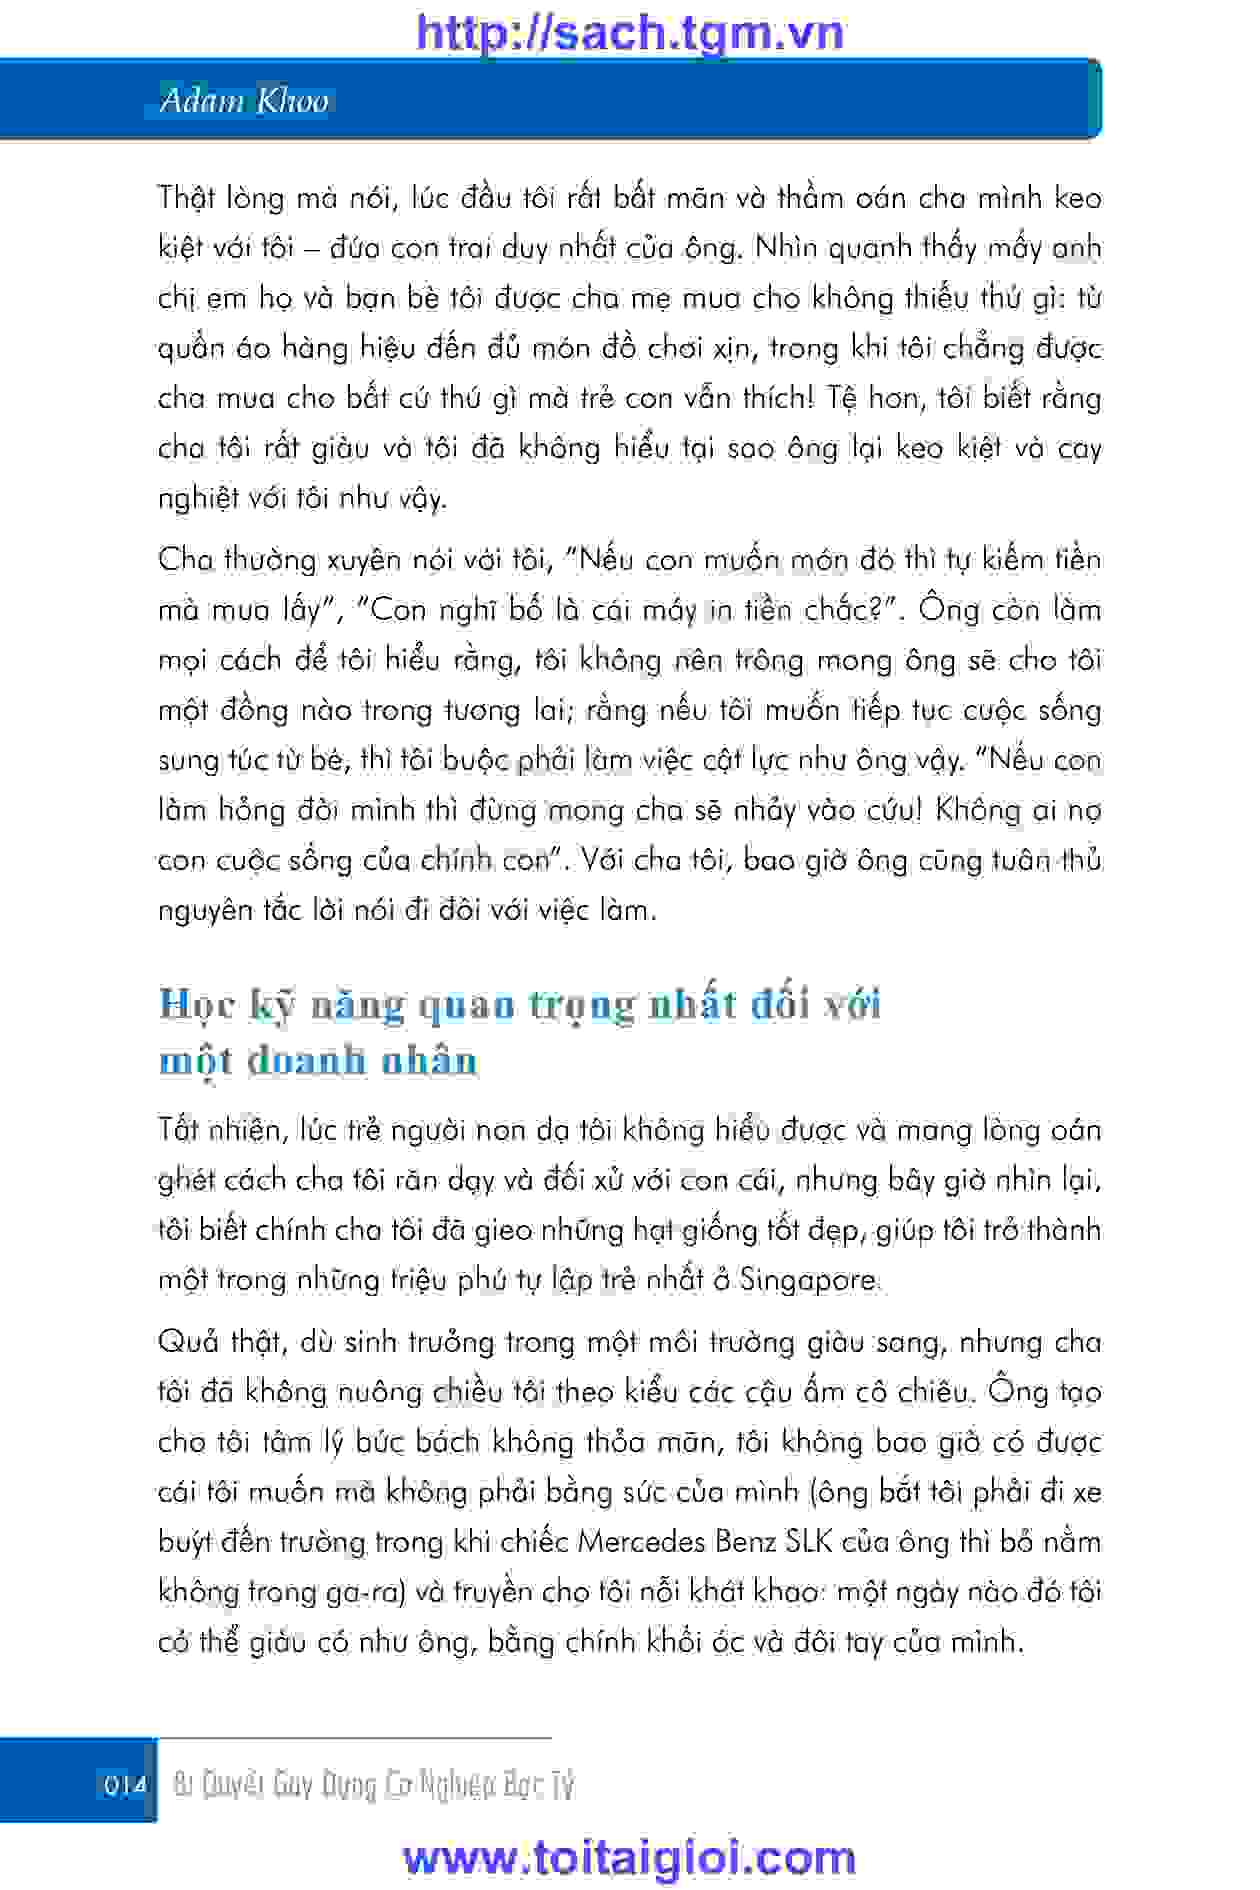 http://sach.tgm.vn
Adam Khoo
Thật lòng mà nói, lúc đầu tôi rất bất mãn và thầm oán cha mình keo
kiệt với tôi – đứa con trai duy nhất của ông. Nhìn quanh thấy mấy anh
chị em họ và bạn bè tôi được cha mẹ mua cho không thiếu thứ gì: từ
quần áo hàng hiệu đến đủ món đồ chơi xịn, trong khi tôi chẳng được
cha mua cho bất cứ thứ gì mà trẻ con vẫn thích! Tệ hơn, tôi biết rằng
cha tôi rất giàu và tôi đã không hiểu tại sao ông lại keo kiệt và cay
nghiệt với tôi như vậy.
Cha thường xuyên nói với tôi, “Nếu con muốn món đó thì tự kiếm tiền
mà mua lấy”, “Con nghĩ bố là cái máy in tiền chắc?”. Ông còn làm
mọi cách để tôi hiểu rằng, tôi không nên trông mong ông sẽ cho tôi
một đồng nào trong tương lai; rằng nếu tôi muốn tiếp tục cuộc sống
sung túc từ bé, thì tôi buộc phải làm việc cật lực như ông vậy. “Nếu con
làm hỏng đời mình thì đừng mong cha sẽ nhảy vào cứu! Không ai nợ
con cuộc sống của chính con”. Với cha tôi, bao giờ ông cũng tuân thủ
nguyên tắc lời nói đi đôi với việc làm.
Học kỹ năng quan trọng nhất đối với
một doanh nhân
Tất nhiên, lúc trẻ người non dạ tôi không hiểu được và mang lòng oán
ghét cách cha tôi răn dạy và đối xử với con cái, nhưng bây giờ nhìn lại,
tôi biết chính cha tôi đã gieo những hạt giống tốt đẹp, giúp tôi trở thành
một trong những triệu phú tự lập trẻ nhất ở Singapore.
Quả thật, dù sinh trưởng trong một môi trường giàu sang, nhưng cha
tôi đã không nuông chiều tôi theo kiểu các cậu ấm cô chiêu. Ông tạo
cho tôi tâm lý bức bách không thỏa mãn, tôi không bao giờ có được
cái tôi muốn mà không phải bằng sức của mình (ông bắt tôi phải đi xe
buýt đến trường trong khi chiếc Mercedes Benz SLK của ông thì bỏ nằm
không trong ga-ra) và truyền cho tôi nỗi khát khao: một ngày nào đó tôi
có thể giàu có như ông, bằng chính khối óc và đôi tay của mình.
014 Bí Quyết Gây Dựng Cơ Nghiệp Bạc Tỷ
www.toitaigioi.com